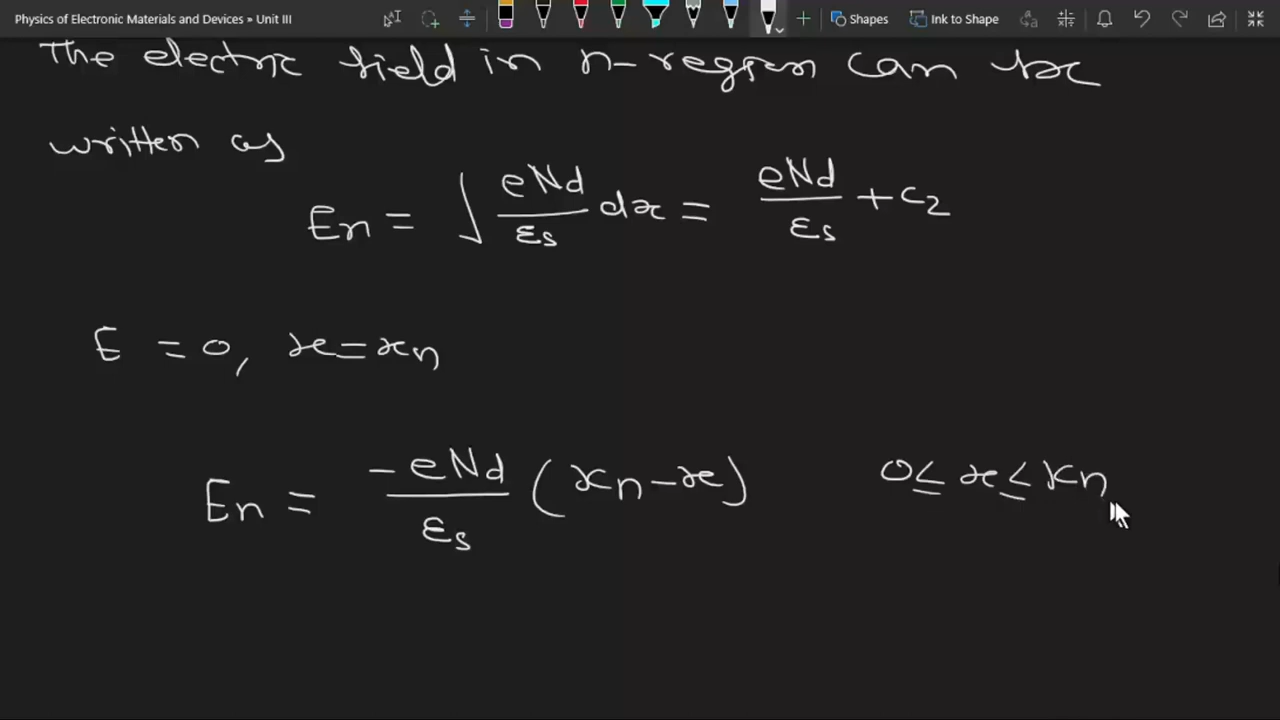 Physics of Electronic Materials and Devices » Unit III
Shapes
Ink to Shape
The electric field in n-region can be
written as
En = ∫ eNd/εs dx = eNd/εs + C2
E = 0, x = xn
En = -eNd/εs (xn - x) 0 ≤ x ≤ xn